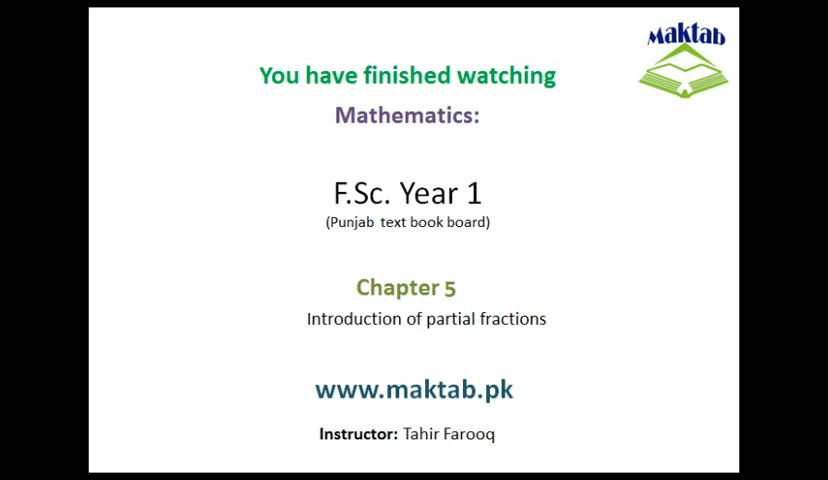 Maktab
You have finished watching
Mathematics:
F.Sc. Year 1
(Punjab text book board)
Chapter 5
Introduction of partial fractions
www.maktab.pk
Instructor: Tahir Farooq